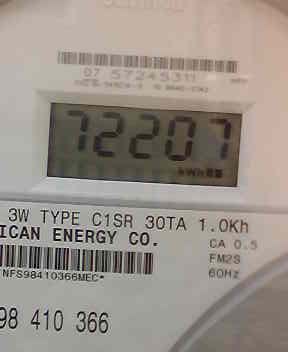 07 57245311
72207
kWh
3W TYPE C1SR 30TA 1.0Kh
ICAN ENERGY CO.
CA 0.5
FM2S
60Hz
NFS98410366MEC*
98 410 366